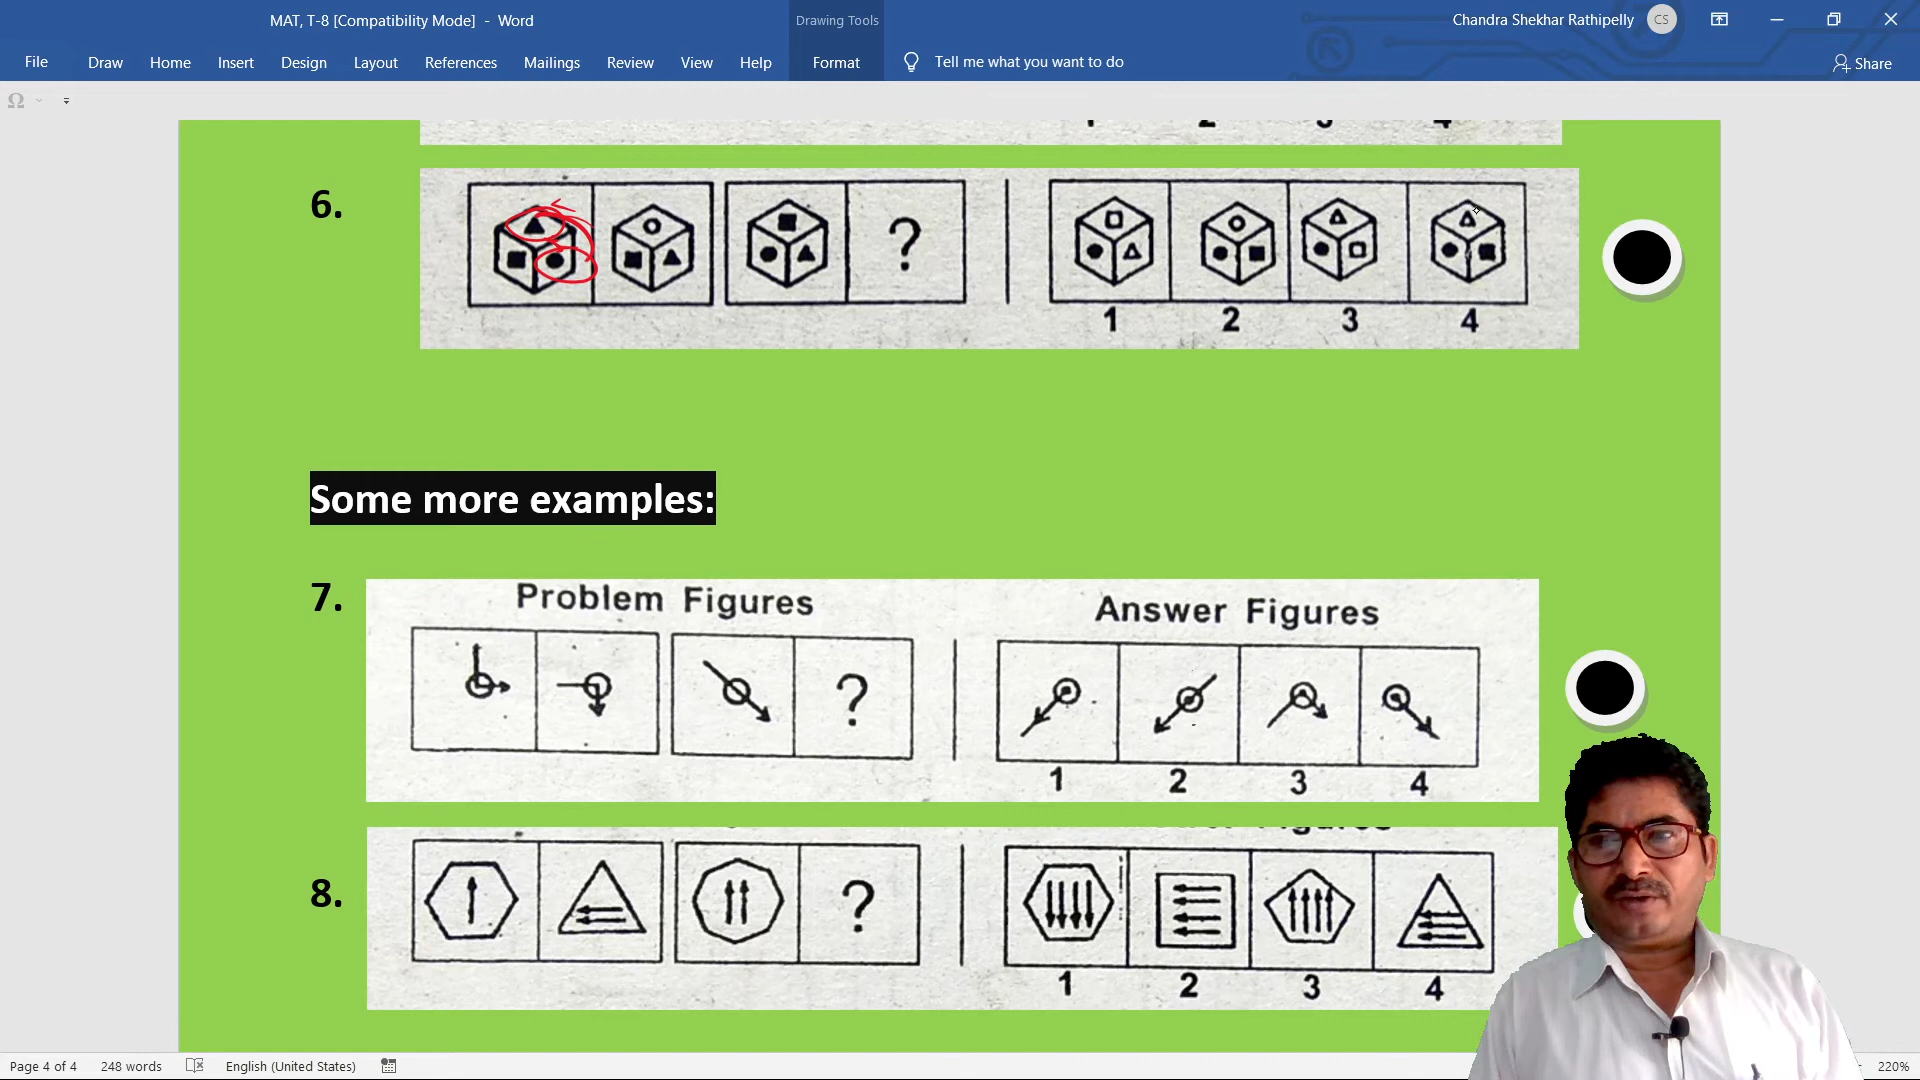 MAT, T-8 [Compatibility Mode] - Word
Drawing Tools
Chandra Shekhar Rathipelly
CS
File
Draw
Home
Insert
Design
Layout
References
Mailings
Review
View
Help
Format
Tell me what you want to do
Share
6.
?
1
2
3
4
Some more examples:
7.
Problem Figures
Answer Figures
?
1
2
3
4
8.
?
1
2
3
4
Page 4 of 4
248 words
English (United States)
220%